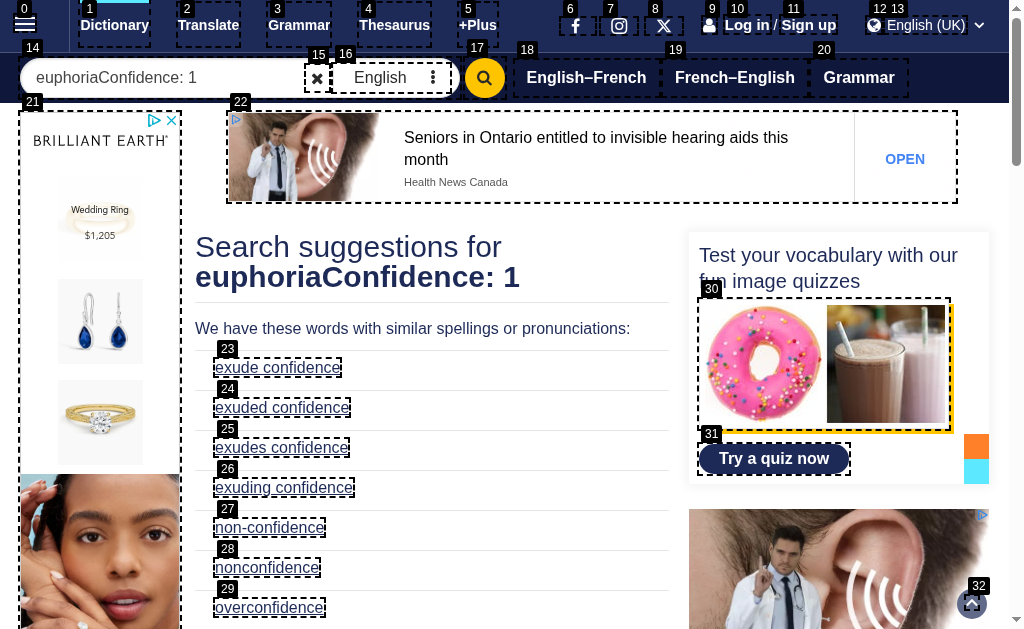 0 1 2 3 4 5 6 7 8 9 10 11 12 13
Dictionary Translate Grammar Thesaurus +Plus Log in / Sign up English (UK)
14 15 16 17 18 19 20
euphoriaConfidence: 1 English English–French French–English Grammar
21 22
BRILLIANT EARTH
Wedding Ring
$1,205
Seniors in Ontario entitled to invisible hearing aids this
month
Health News Canada
OPEN
Search suggestions for
euphoriaConfidence: 1
We have these words with similar spellings or pronunciations:
23
exude confidence
24
exuded confidence
25
exudes confidence
26
exuding confidence
27
non-confidence
28
nonconfidence
29
overconfidence
Test your vocabulary with our
fun image quizzes
30
31
Try a quiz now
32